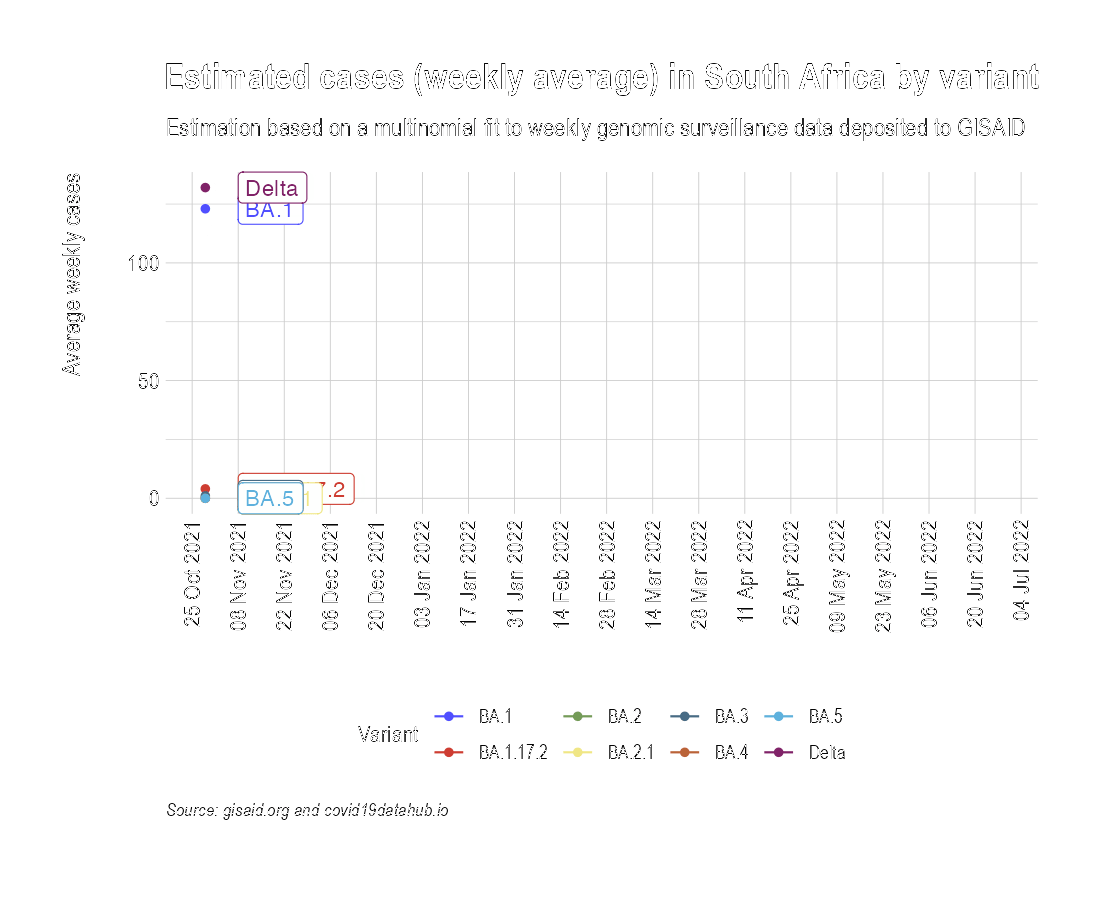 Estimated cases (weekly average) in South Africa by variant
Estimation based on a multinomial fit to weekly genomic surveillance data deposited to GISAID
Average weekly cases
100
50
0
Delta
BA.1
7.2
BA.5
1
25 Oct 2021
08 Nov 2021
22 Nov 2021
06 Dec 2021
20 Dec 2021
03 Jan 2022
17 Jan 2022
31 Jan 2022
14 Feb 2022
28 Feb 2022
14 Mar 2022
28 Mar 2022
11 Apr 2022
25 Apr 2022
09 May 2022
23 May 2022
06 Jun 2022
20 Jun 2022
04 Jul 2022
Variant
BA.1
BA.2
BA.3
BA.5
BA.1.17.2
BA.2.1
BA.4
Delta
Source: gisaid.org and covid19datahub.io